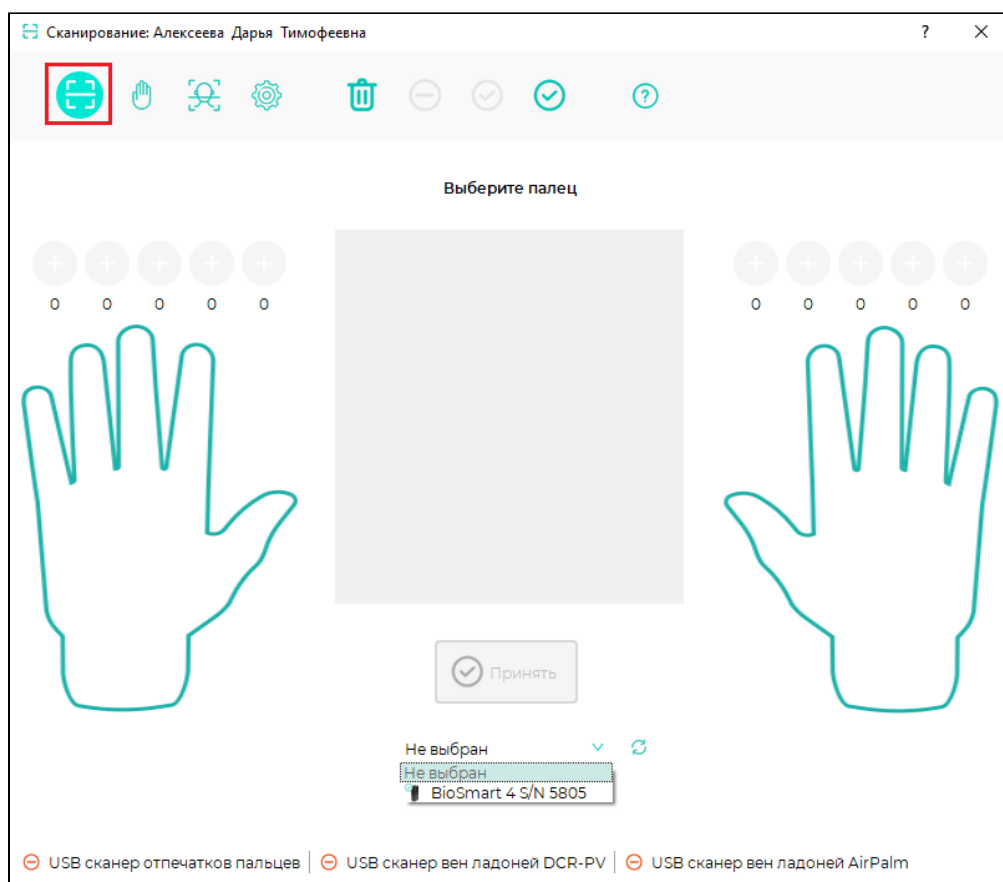 Сканирование: Алексеева Дарья Тимофеевна
Выберите палец
0 0 0 0 0 0 0 0 0 0
Принять
Не выбран
Не выбран
BioSmart 4 S/N 5805
USB сканер отпечатков пальцев USB сканер вен ладоней DCR-PV USB сканер вен ладоней AirPalm